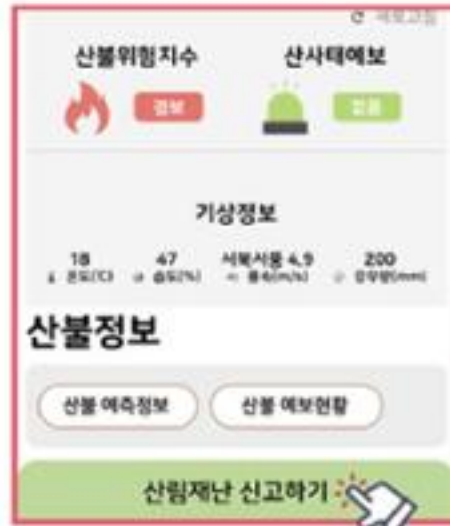 새로고침
산불위험지수 산사태예보
경보 없음
기상정보
18 47 서북서풍 4.9 200
온도(℃) 습도(%) 풍속(m/s) 강우량(mm)
산불정보
산불 예측정보 산불 예보현황
산림재난 신고하기